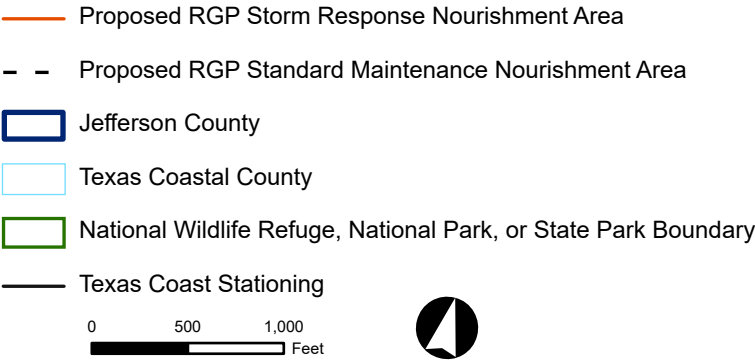 Proposed RGP Storm Response Nourishment Area
Proposed RGP Standard Maintenance Nourishment Area
Jefferson County
Texas Coastal County
National Wildlife Refuge, National Park, or State Park Boundary
Texas Coast Stationing
0 500 1,000
Feet